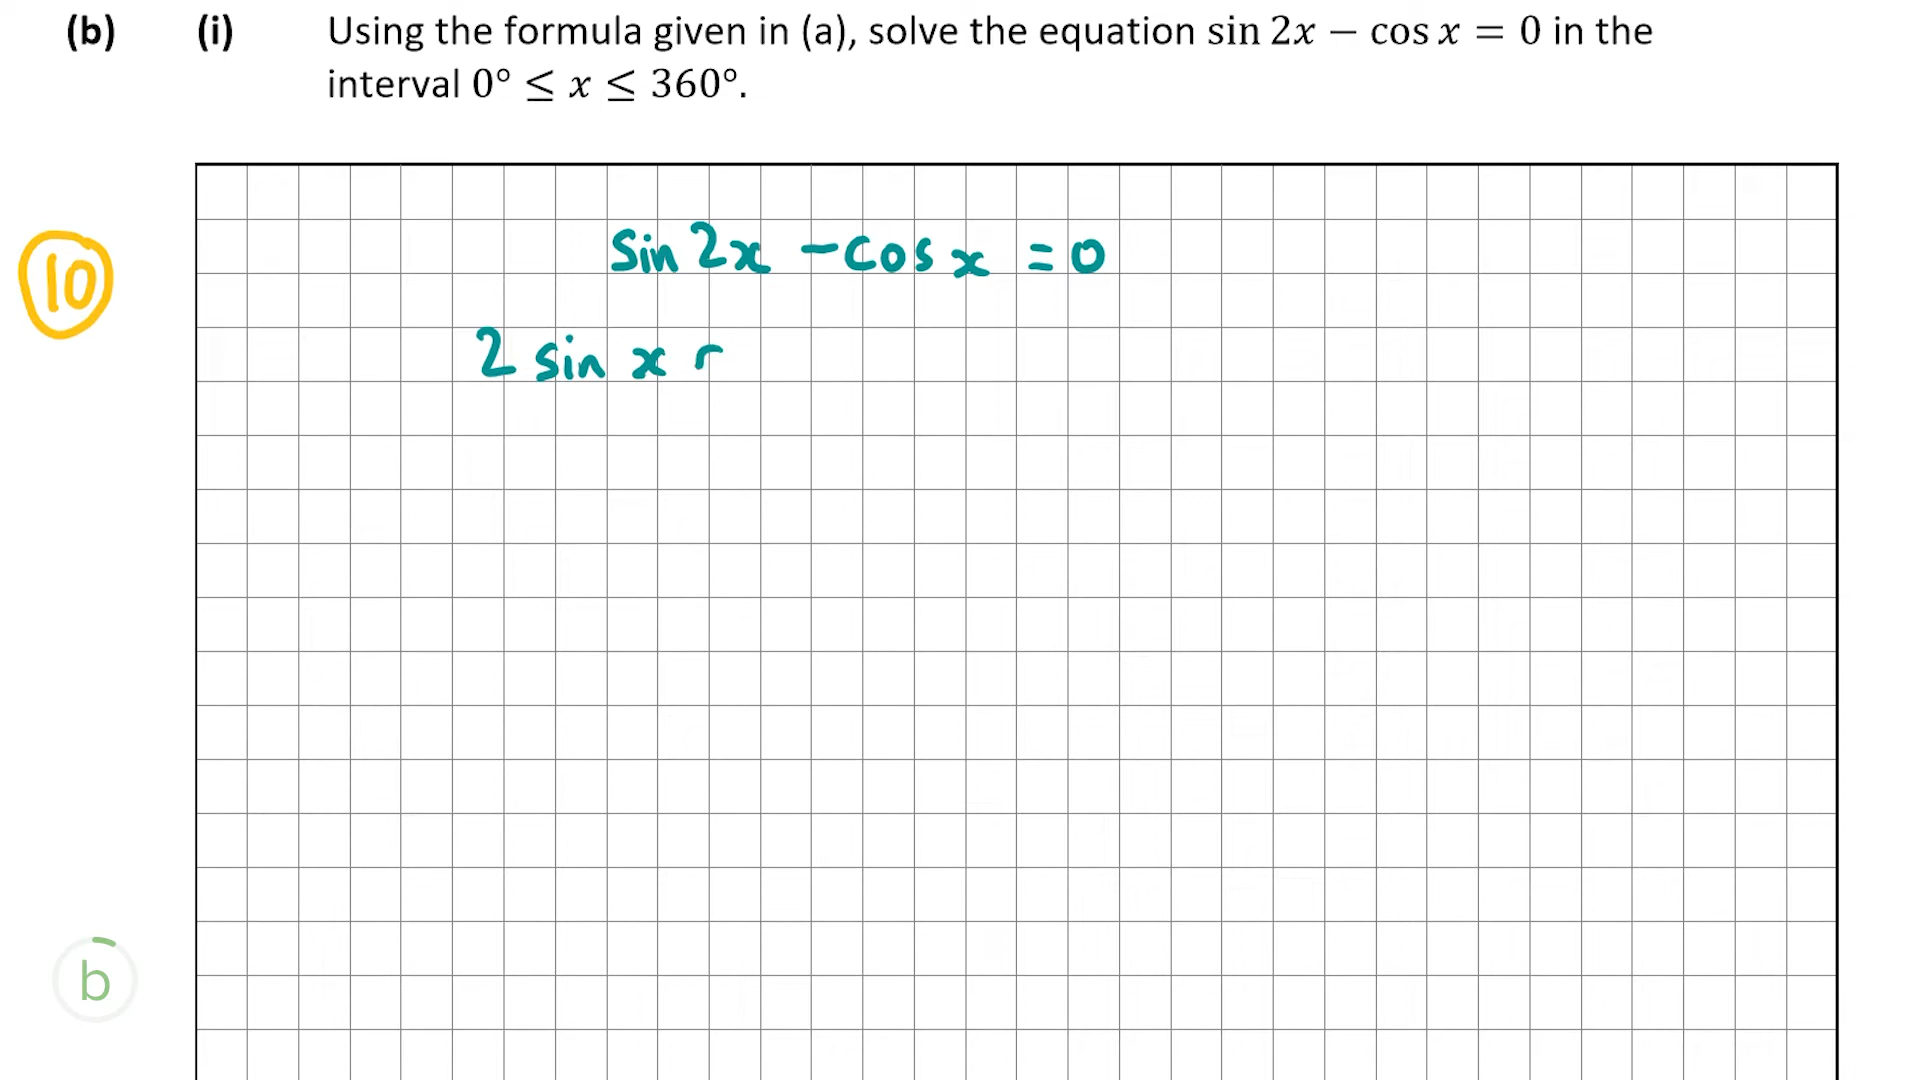 (b) (i) Using the formula given in (a), solve the equation sin 2x − cos x = 0 in the
interval 0° ≤ x ≤ 360°.
sin 2x - cos x = 0
10
2 sin x
b